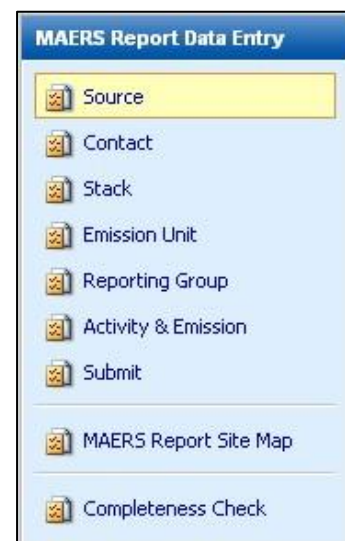 MAERS Report Data Entry
Source
Contact
Stack
Emission Unit
Reporting Group
Activity & Emission
Submit
MAERS Report Site Map
Completeness Check